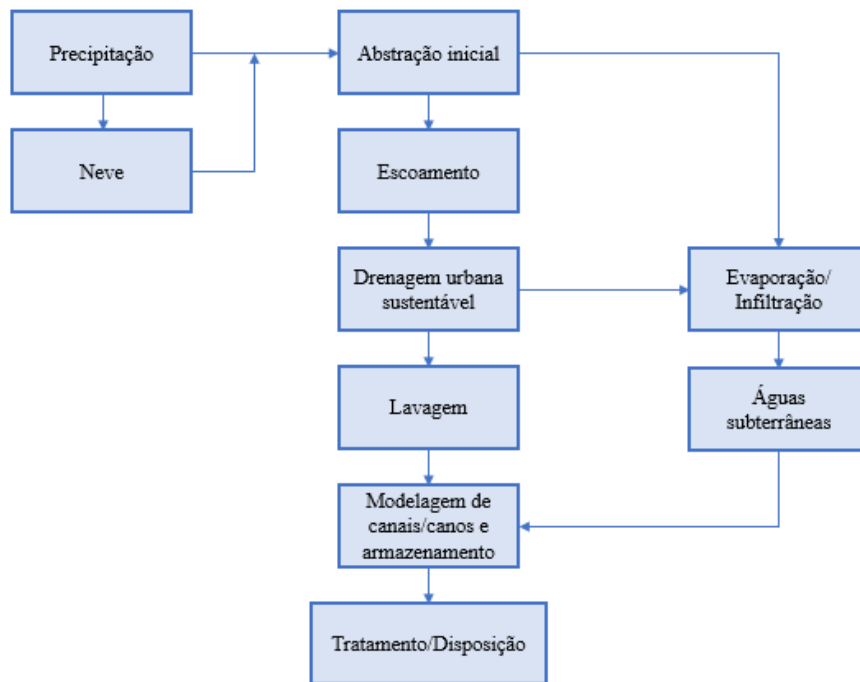 Precipitação
Abstração inicial
Neve
Escoamento
Drenagem urbana
sustentável
Evaporação/
Infiltração
Lavagem
Águas
subterrâneas
Modelagem de
canais/canos e
armazenamento
Tratamento/Disposição